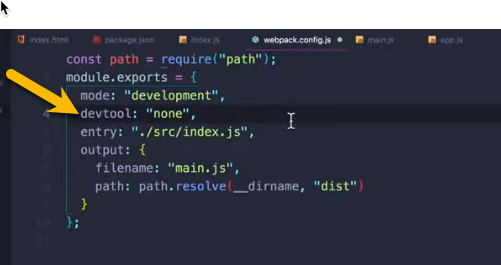 index.html package.json index.js webpack.config.js main.js app.js
const path = require("path");
module.exports = {
mode: "development",
4 devtool: "none",
entry: "./src/index.js",
output: {
filename: "main.js",
path: path.resolve(__dirname, "dist")
}
};